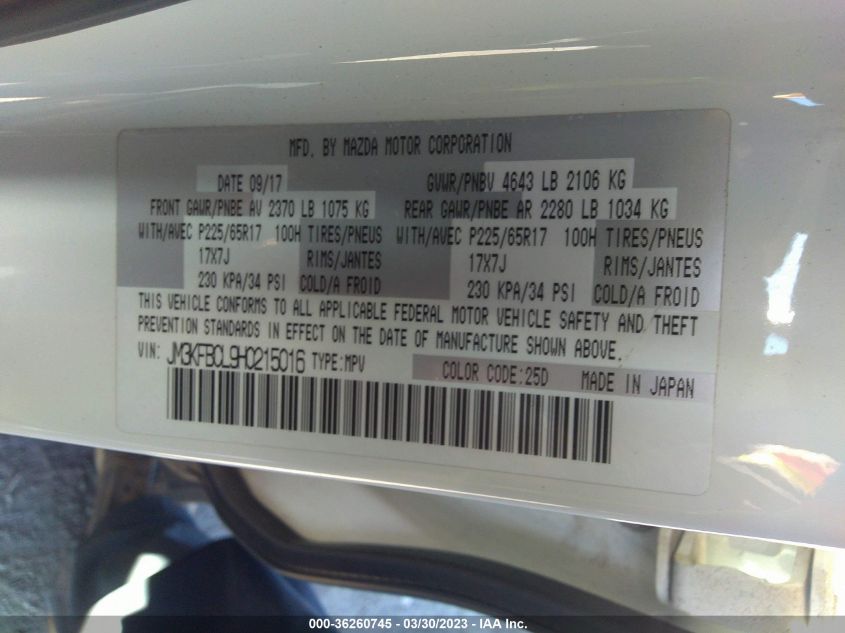 MFD. BY MAZDA MOTOR CORPORATION
DATE 09/17 GVWR/PNBV 4643 LB 2106 KG
FRONT GAWR/PNBE AV 2370 LB 1075 KG REAR GAWR/PNBE AR 2280 LB 1034 KG
WITH/AVEC P225/65R17 100H TIRES/PNEUS WITH/AVEC P225/65R17 100H TIRES/PNEUS
17X7J RIMS/JANTES 17X7J RIMS/JANTES
230 KPA/34 PSI COLD/A FROID 230 KPA/34 PSI COLD/A FROID
THIS VEHICLE CONFORMS TO ALL APPLICABLE FEDERAL MOTOR VEHICLE SAFETY AND THEFT
PREVENTION STANDARDS IN EFFECT ON THE DATE OF MANUFACTURE SHOWN ABOVE.
VIN: JM3KFBCL9H0215016 TYPE:MPV
COLOR CODE:25D MADE IN JAPAN
000-36260745 - 03/30/2023 - IAA Inc.